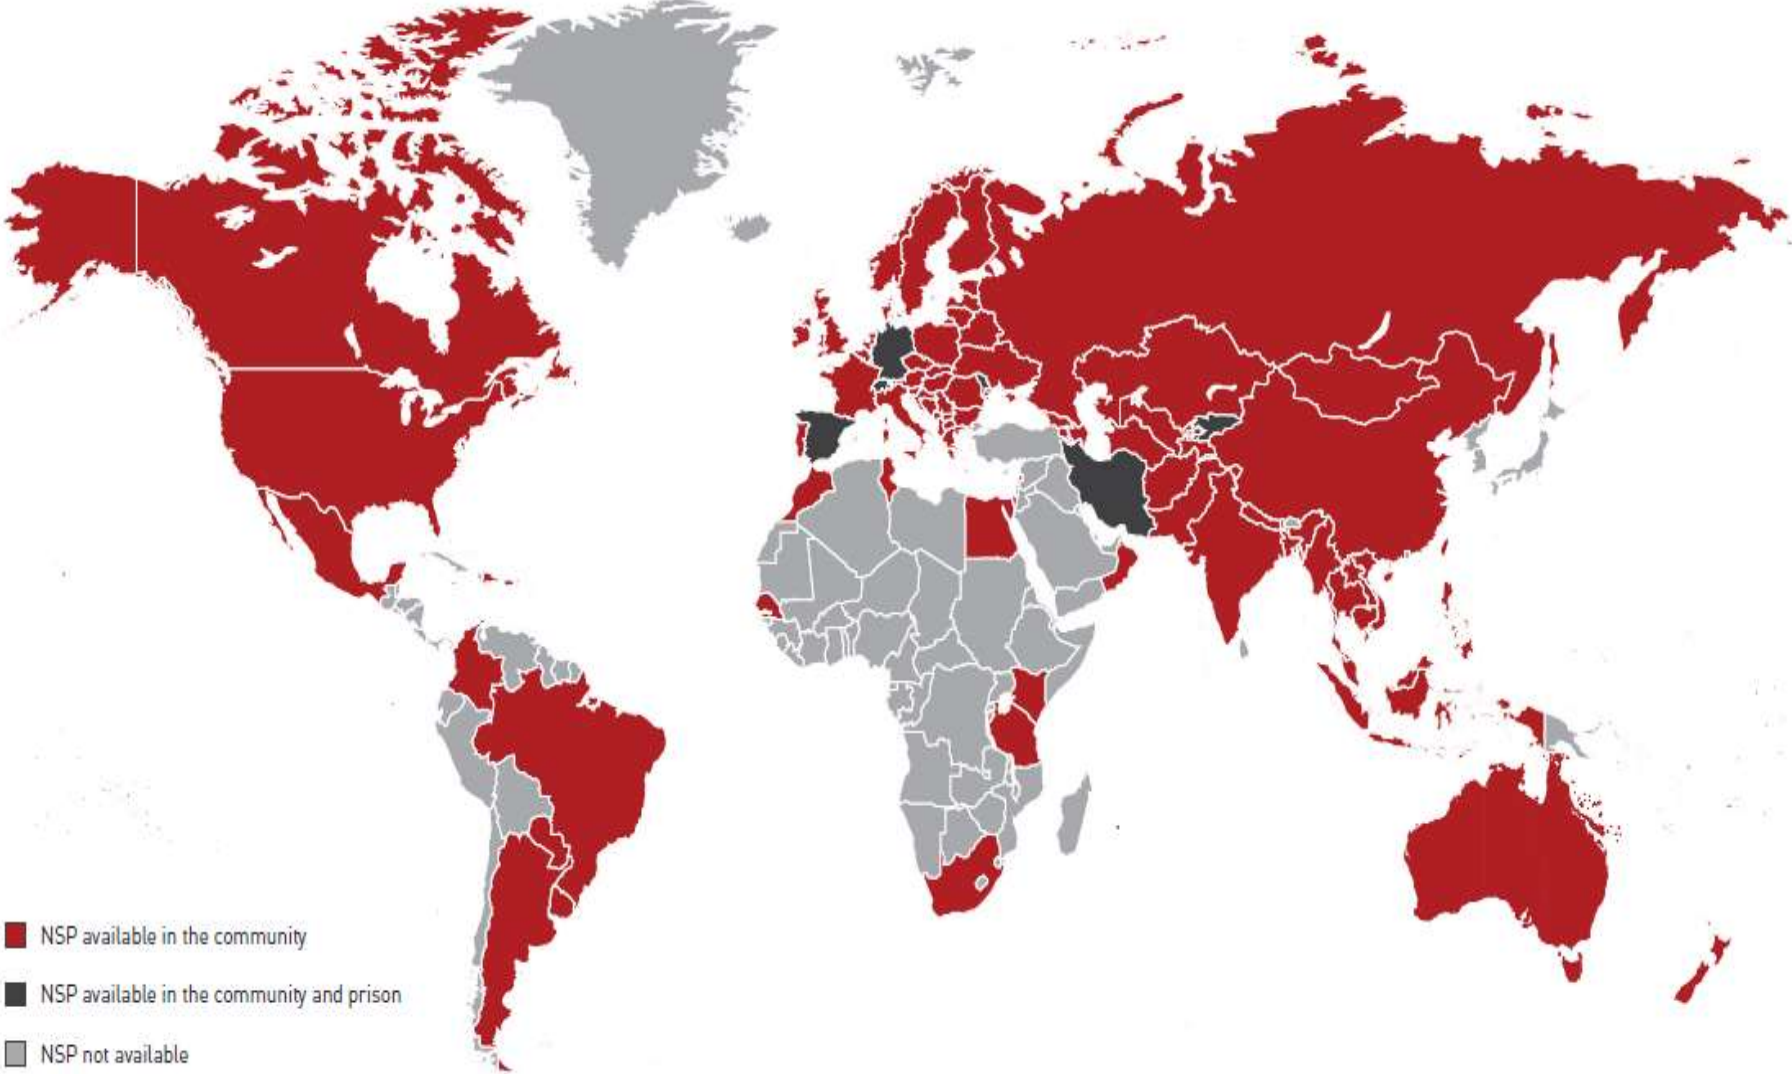 NSP available in the community
NSP available in the community and prison
NSP not available